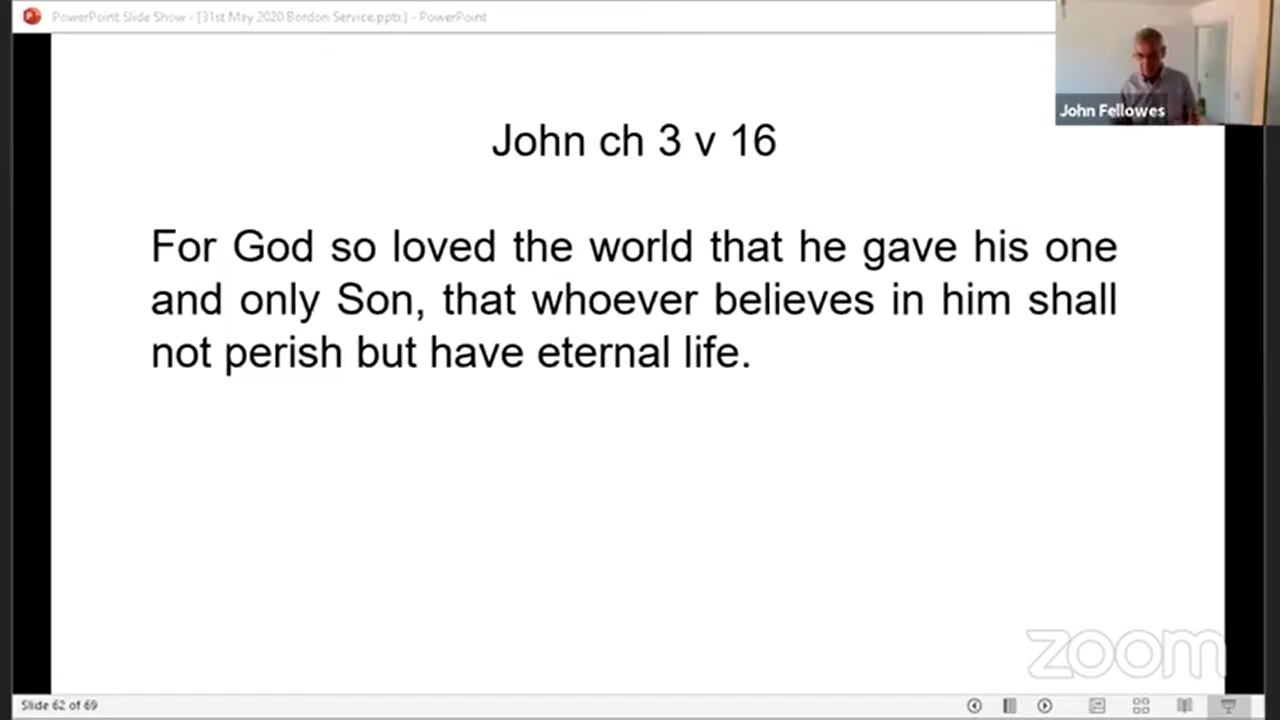 PowerPoint Slide Show - [31st May 2020 Bordon Service.pptx] - PowerPoint
John Fellowes
John ch 3 v 16
For God so loved the world that he gave his one
and only Son, that whoever believes in him shall
not perish but have eternal life.
zoom
Slide 62 of 69